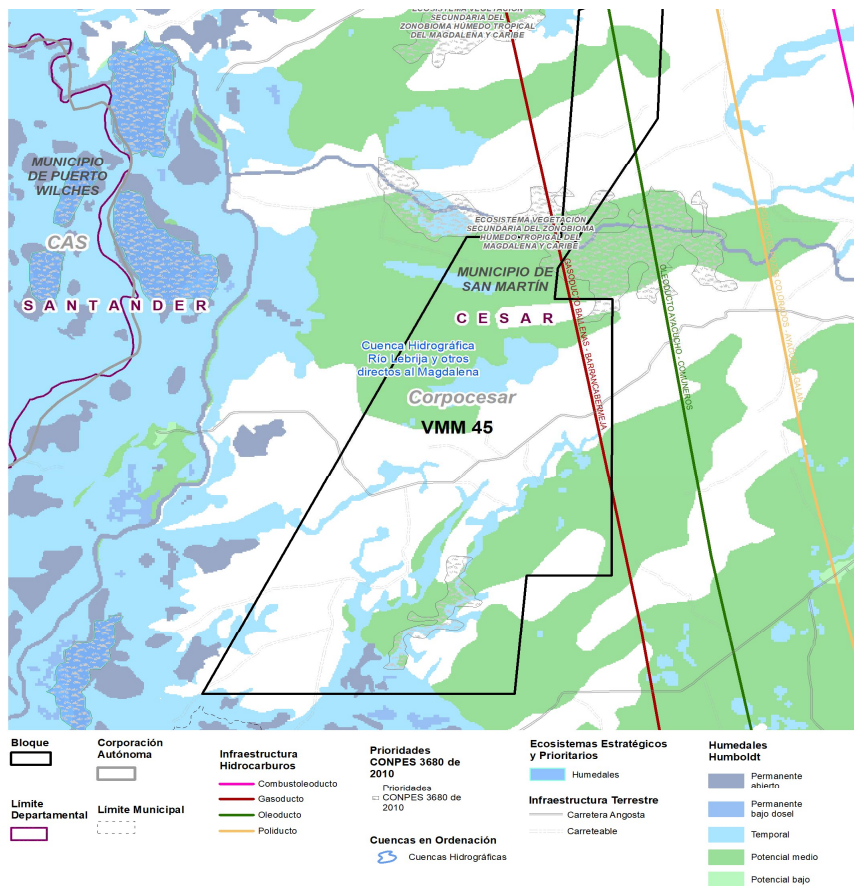 ECOSISTEMA VEGETACIÓN
SECUNDARIA DEL
ZONOBIOMA HÚMEDO TROPICAL
DEL MAGDALENA Y CARIBE
MUNICIPIO
DE PUERTO
WILCHES
CAS
SANTANDER
ECOSISTEMA VEGETACIÓN
SECUNDARIA DEL ZONOBIOMA
HÚMEDO TROPICAL DEL
MAGDALENA Y CARIBE
MUNICIPIO DE
SAN MARTÍN
CESAR
Cuenca Hidrográfica
Río Lebrija y otros
directos al Magdalena
Corpocesar
VMM 45
GASODUCTO BALLENAS - BARRANCABERMEJA
OLEODUCTO AYACUCHO - COMUNEROS
COLORADOS - AYACUCHO - GALAN
Bloque
Límite
Departamental
Corporación
Autónoma
Límite Municipal
Infraestructura
Hidrocarburos
Combustoleoducto
Gasoducto
Oleoducto
Poliducto
Prioridades
CONPES 3680 de
2010
Prioridades
CONPES 3680 de
2010
Cuencas en Ordenación
Cuencas Hidrográficas
Ecosistemas Estratégicos
y Prioritarios
Humedales
Infraestructura Terrestre
Carretera Angosta
Carreteable
Humedales
Humboldt
Permanente
abierto
Permanente
bajo dosel
Temporal
Potencial medio
Potencial bajo